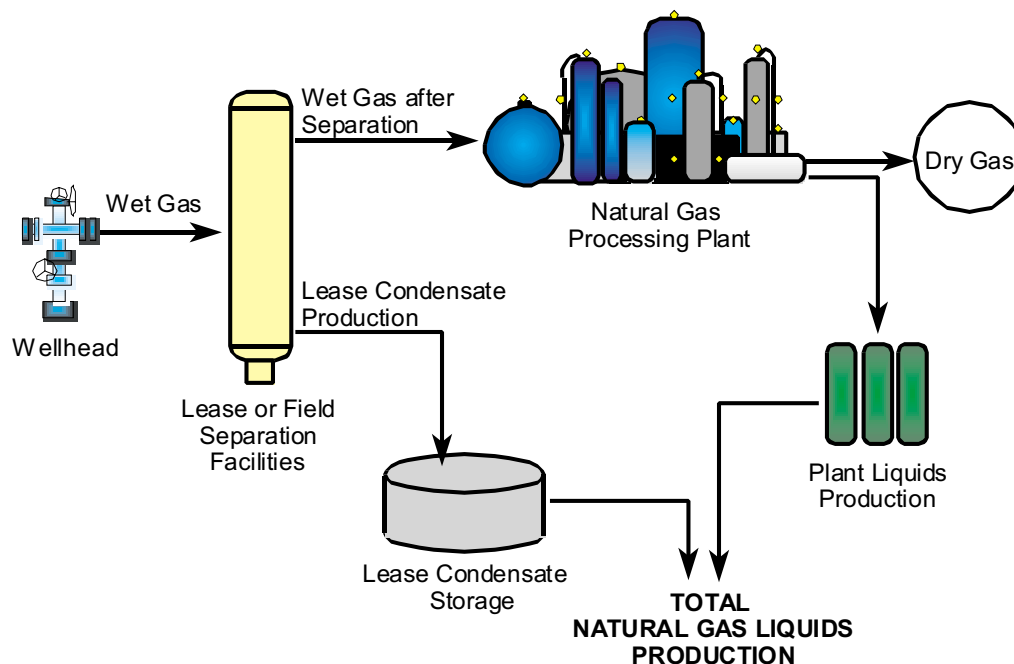 Wet Gas after
Separation
Dry Gas
Wet Gas
Natural Gas
Processing Plant
Lease Condensate
Production
Wellhead
Lease or Field
Separation
Facilities
Plant Liquids
Production
Lease Condensate
Storage
TOTAL
NATURAL GAS LIQUIDS
PRODUCTION